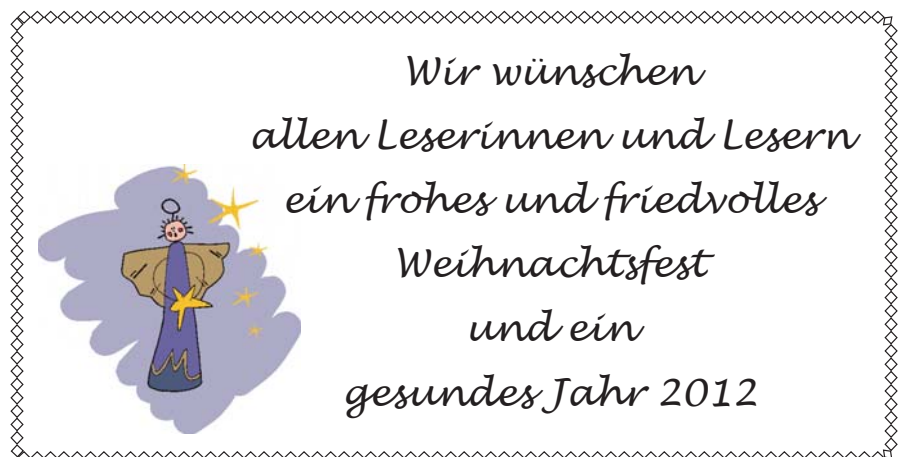 Wir wünschen
allen Leserinnen und Lesern
ein frohes und friedvolles
Weihnachtsfest
und ein
gesundes Jahr 2012